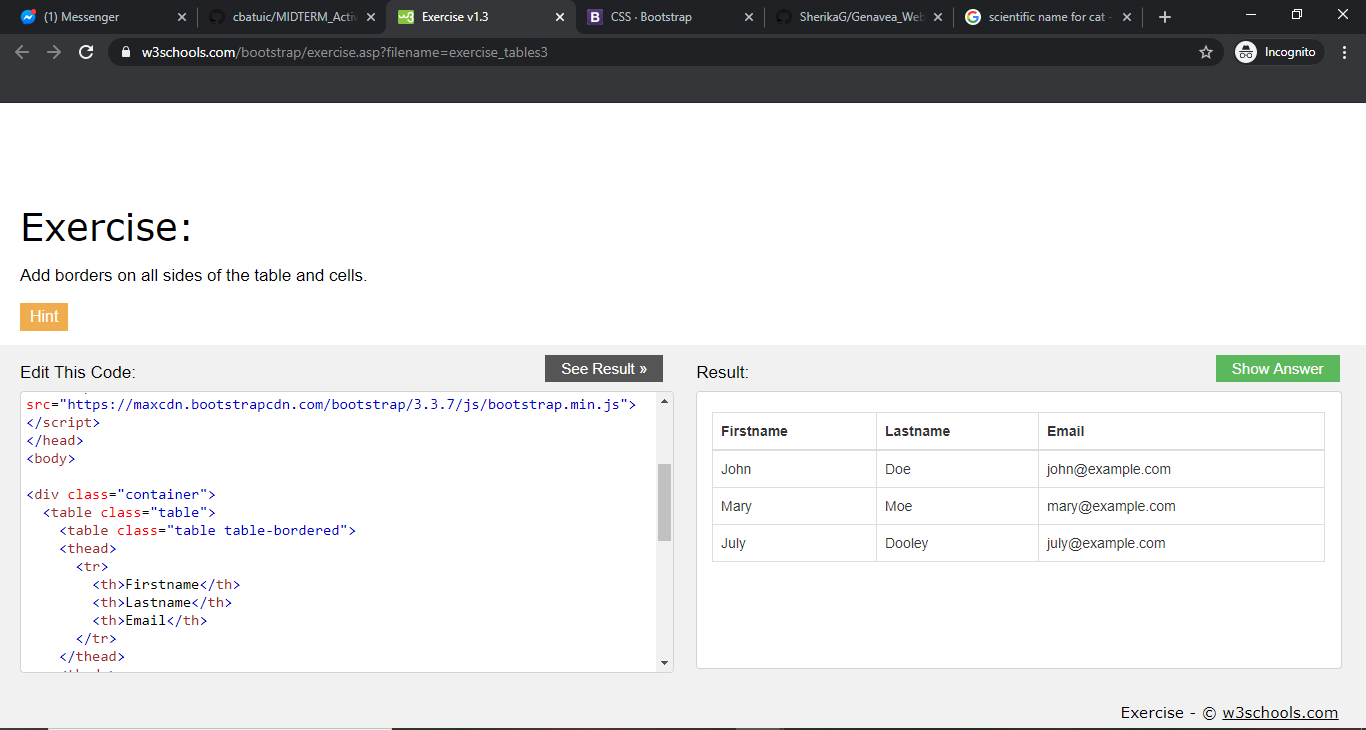 (1) Messenger
cbatuic/MIDTERM_Activ
Exercise v1.3
CSS · Bootstrap
SherikaG/Genavea_Web
scientific name for cat -
w3schools.com/bootstrap/exercise.asp?filename=exercise_tables3
Incognito
Exercise:
Add borders on all sides of the table and cells.
Hint
Edit This Code:
See Result »
src="https://maxcdn.bootstrapcdn.com/bootstrap/3.3.7/js/bootstrap.min.js">
</script>
</head>
<body>
<div class="container">
<table class="table">
<table class="table table-bordered">
<thead>
<tr>
<th>Firstname</th>
<th>Lastname</th>
<th>Email</th>
</tr>
</thead>
Result:
Show Answer
Firstname Lastname Email
John Doe john@example.com
Mary Moe mary@example.com
July Dooley july@example.com
Exercise - © w3schools.com